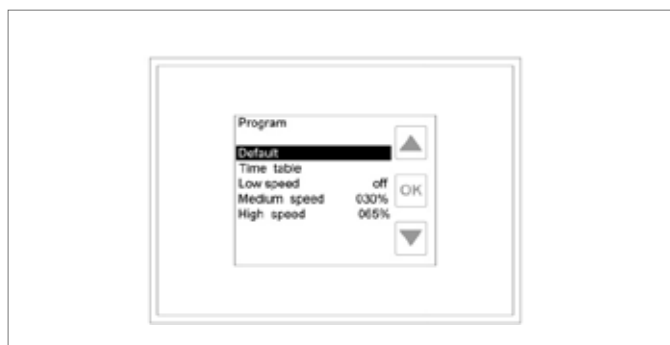 Program
Default
Time table
Low speed off
OK
Medium speed 030%
High speed 065%